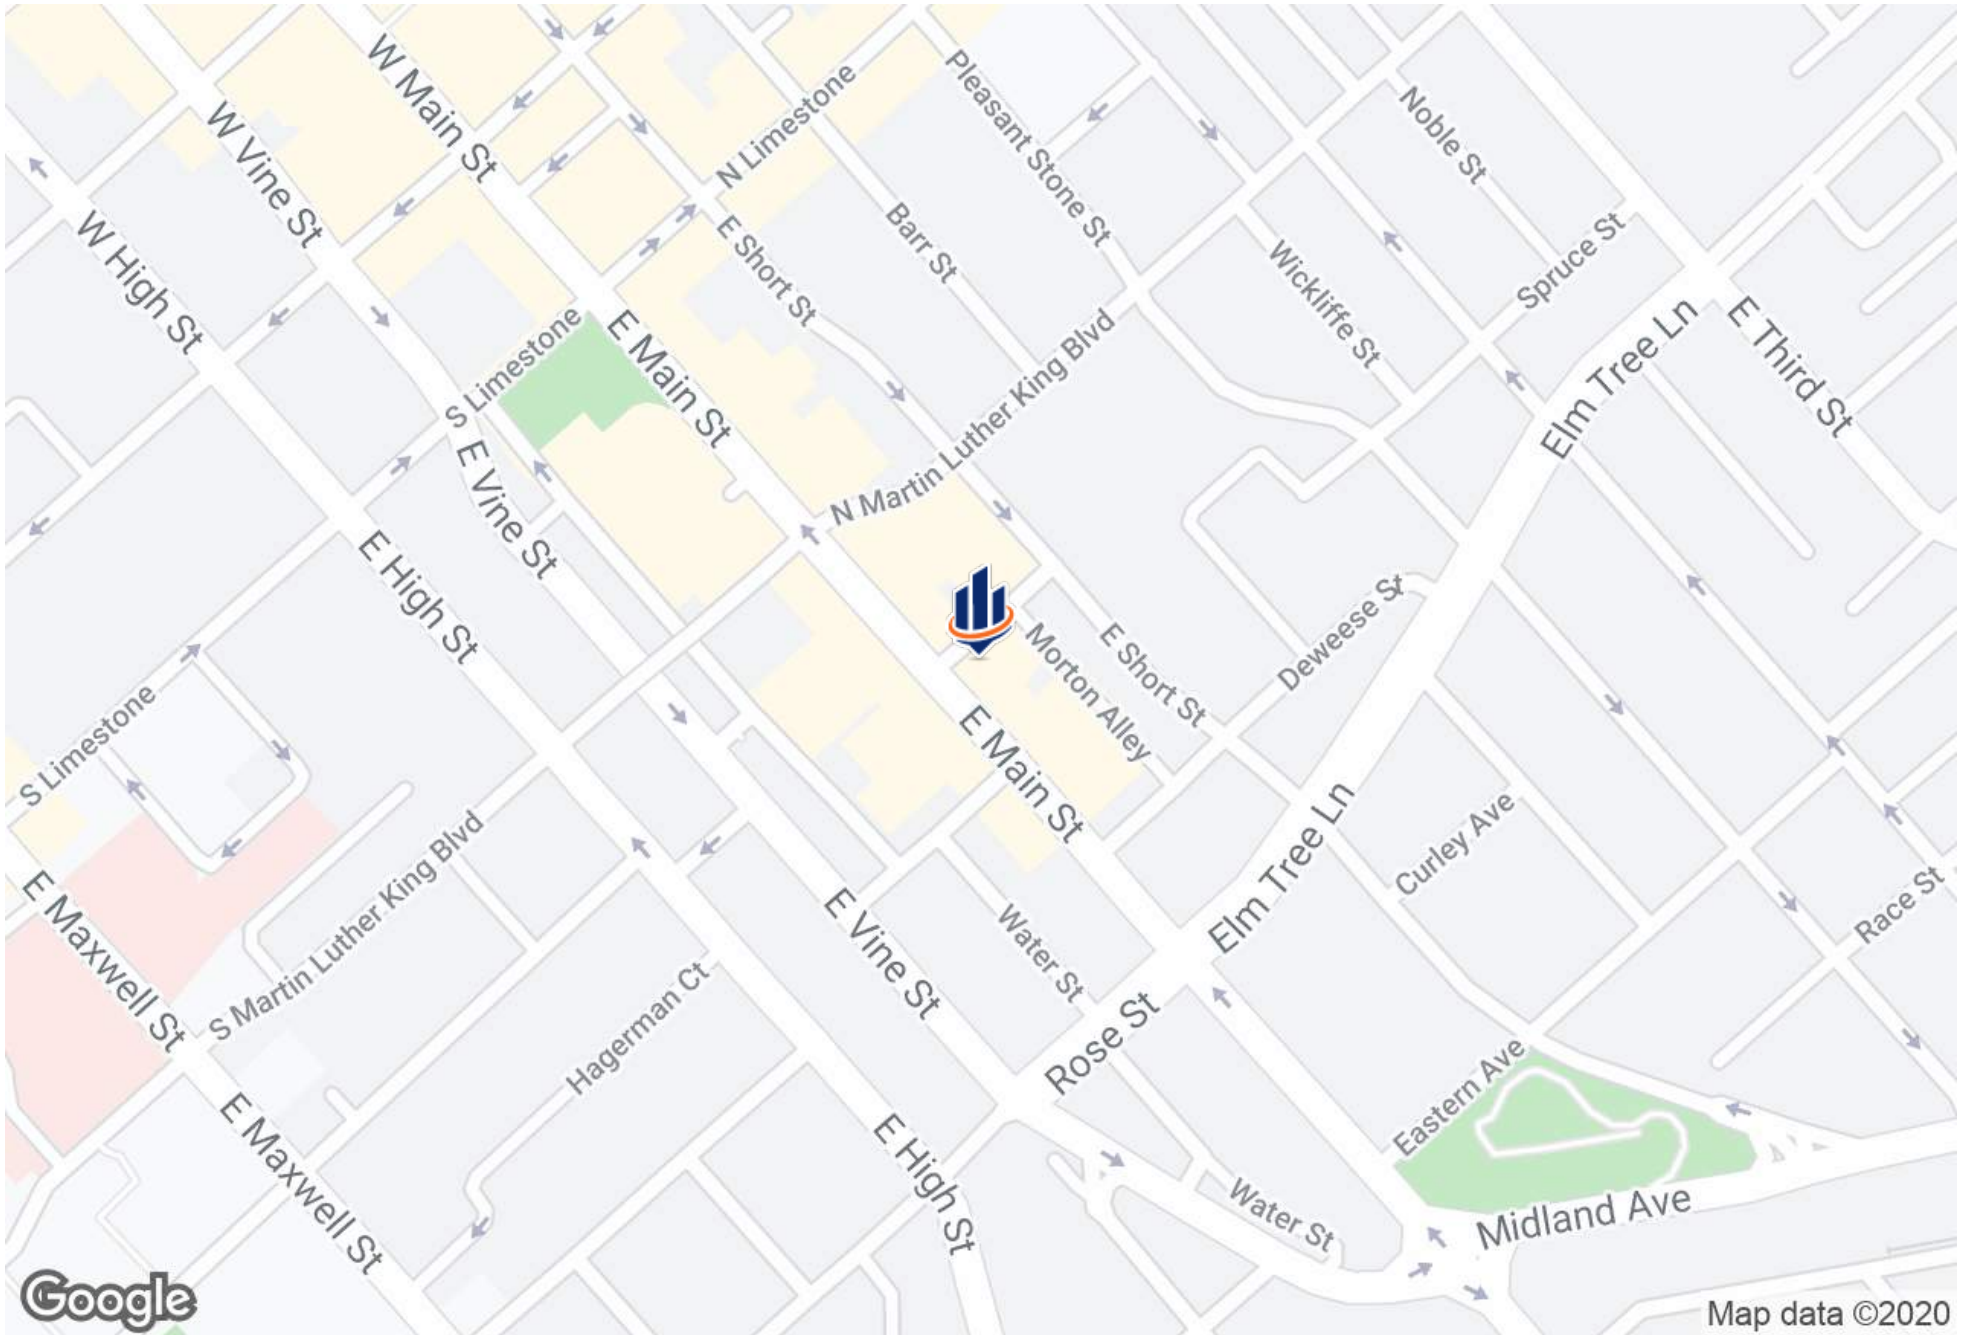 W Main St
Pleasant Stone St
N Limestone
Noble St
W Vine St
W High St
Barr St
E Short St
Wickliffe St
Spruce St
S Limestone
E Main St
N Martin Luther King Blvd
Elm Tree Ln
E Third St
E Vine St
E High St
Morton Alley
E Short St
Deweese St
S Limestone
E Main St
Elm Tree Ln
Curley Ave
S Martin Luther King Blvd
E Maxwell St
E Vine St
Water St
Race St
Hagerman Ct
Rose St
Eastern Ave
E Maxwell St
E High St
Water St
Midland Ave
Google
Map data ©2020